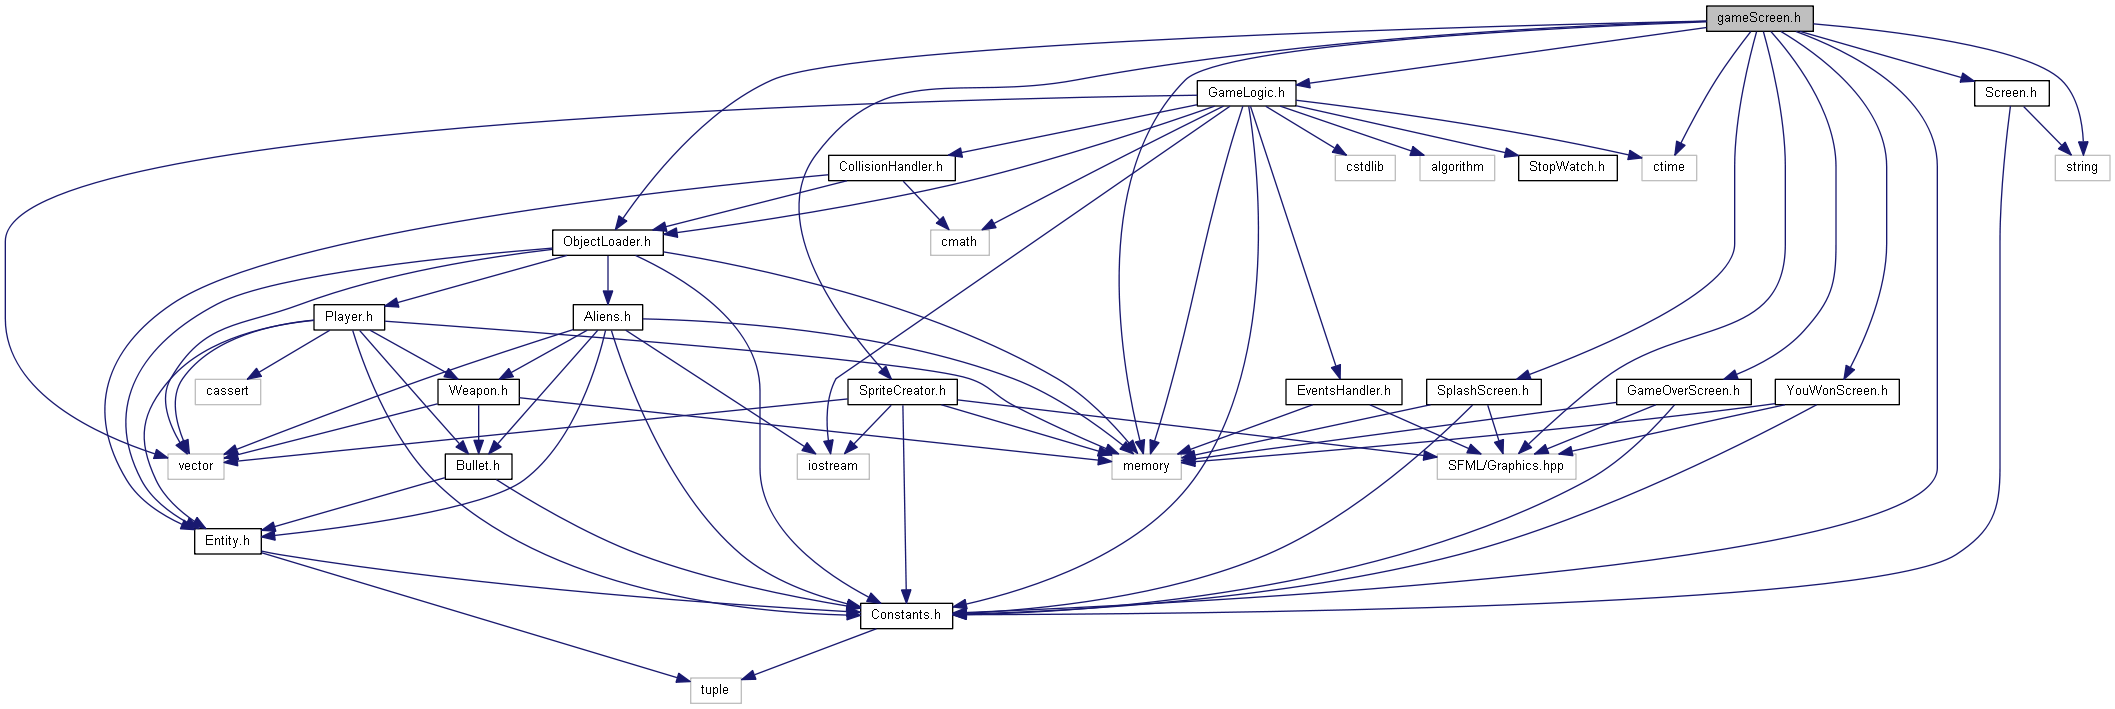 gameScreen.h
GameLogic.h
Screen.h
CollisionHandler.h
cstdlib
algorithm
StopWatch.h
ctime
string
ObjectLoader.h
cmath
Player.h
Aliens.h
cassert
Weapon.h
SpriteCreator.h
EventsHandler.h
SplashScreen.h
GameOverScreen.h
YouWonScreen.h
vector
Bullet.h
iostream
memory
SFML/Graphics.hpp
Entity.h
Constants.h
tuple